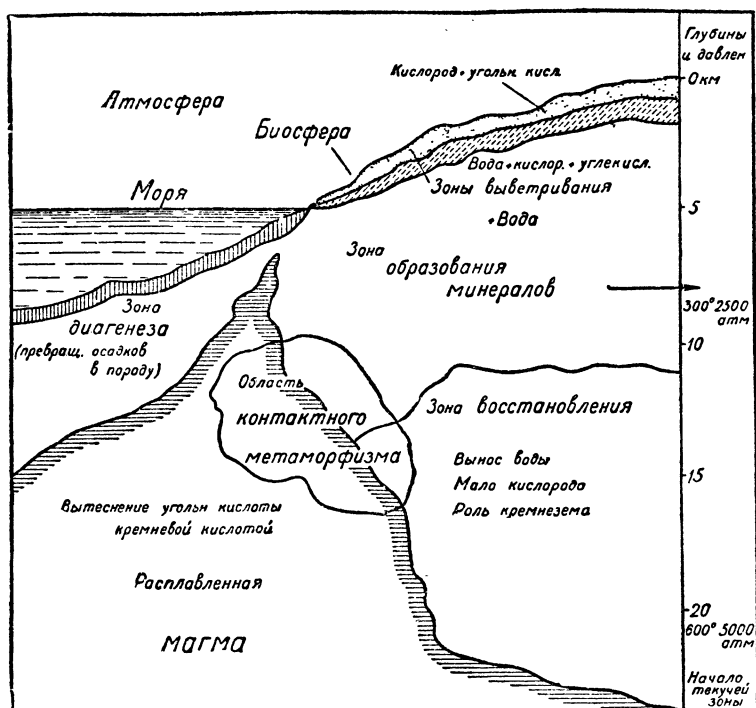 Глубины
и давлен
0 км
Кислород + угольн кисл.
Атмосфера
Биосфера
Вода + кислор. + углекисл.
Зоны выветривания
Моря
5
+ Вода
Зона
образования
минералов
300° 2500
атм
Зона
диагенеза
(превращ. осадков
в породу)
10
Область
контактного
метаморфизма
Зона восстановления
Вынос воды
Мало кислорода
Роль кремнезема
15
Вытеснение угольн кислоты
кремневой кислотой
Расплавленная
магма
20
600° 5000
атм
Начало
текучей
зоны